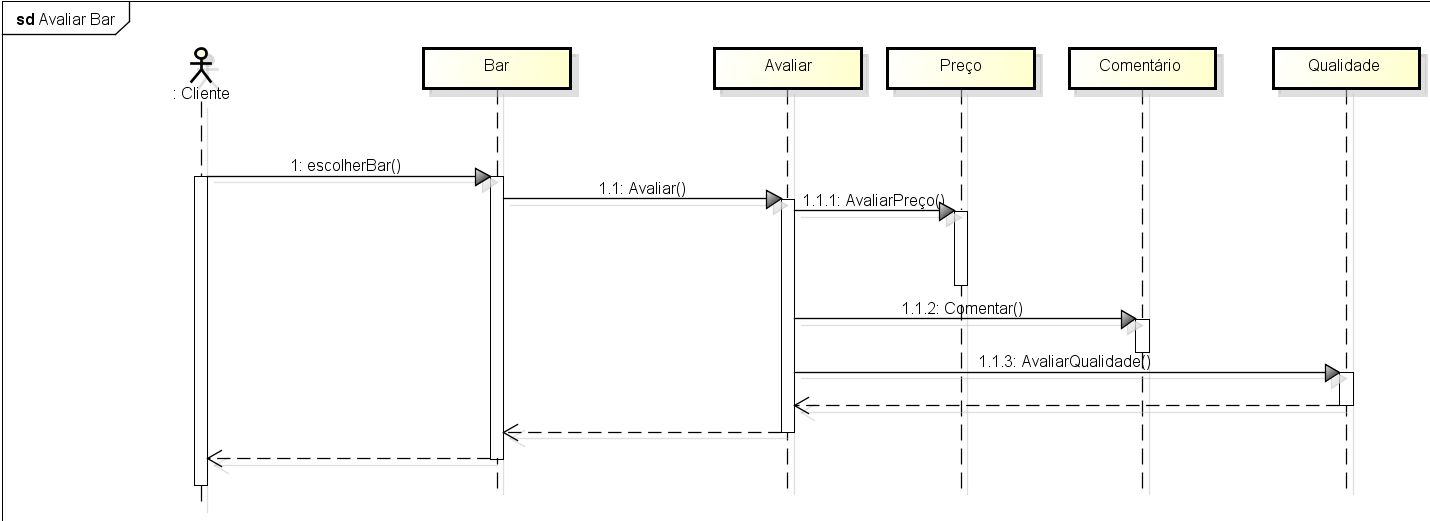 sd Avaliar Bar
: Cliente
Bar
Avaliar
Preço
Comentário
Qualidade
1: escolherBar()
1.1: Avaliar()
1.1.1: AvaliarPreço()
1.1.2: Comentar()
1.1.3: AvaliarQualidade()